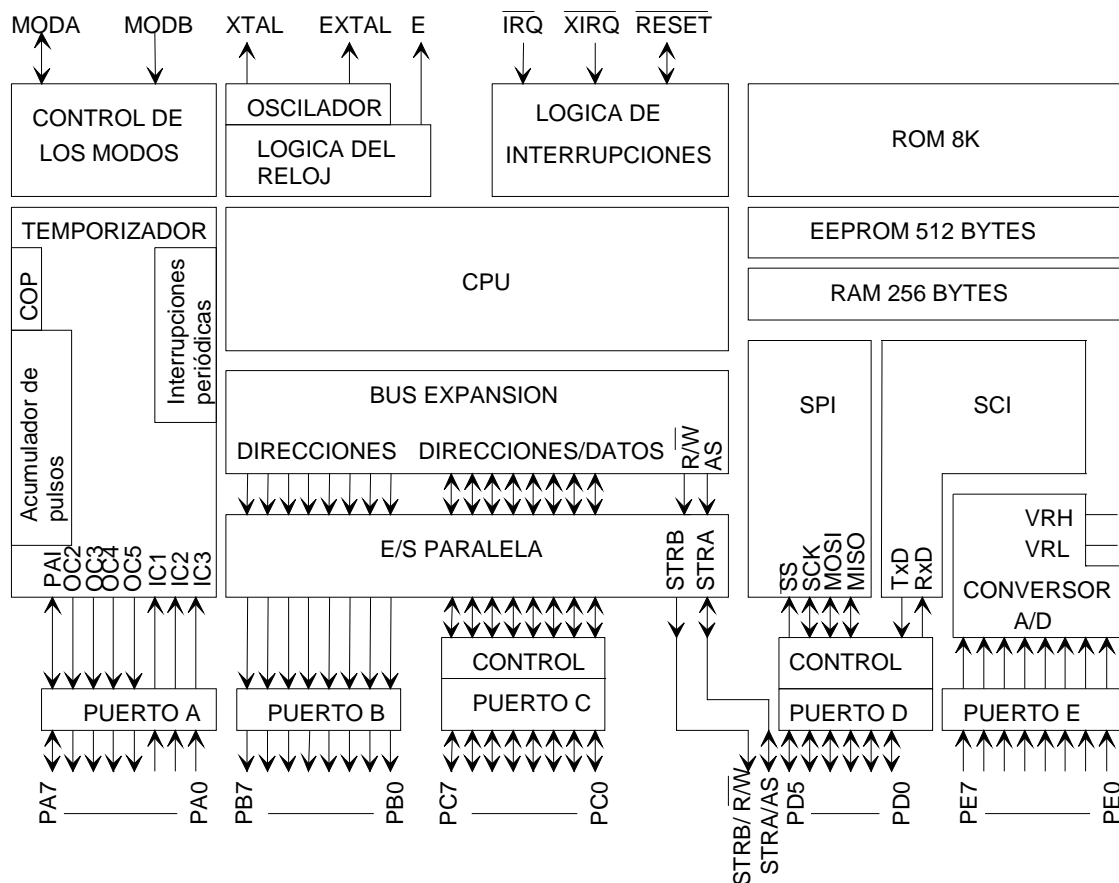 MODA MODB XTAL EXTAL E IRQ XIRQ RESET
CONTROL DE
LOS MODOS
OSCILADOR
LOGICA DEL
RELOJ
LOGICA DE
INTERRUPCIONES
ROM 8K
TEMPORIZADOR
COP
Interrupciones
periódicas
Acumulador de
pulsos
CPU
EEPROM 512 BYTES
RAM 256 BYTES
BUS EXPANSION
DIRECCIONES DIRECCIONES/DATOS R/W AS
SPI
SCI
E/S PARALELA
STRB STRA
PAI OC2 OC3 OC4 OC5 IC1 IC2 IC3
SS SCK MOSI MISO
TxD RxD
VRH
VRL
CONVERSOR
A/D
CONTROL
PUERTO C
CONTROL
PUERTO D
PUERTO A
PUERTO B
PUERTO E
PA7 PA0 PB7 PB0 PC7 PC0 STRB/ R/W STRA/AS PD5 PD0 PE7 PE0